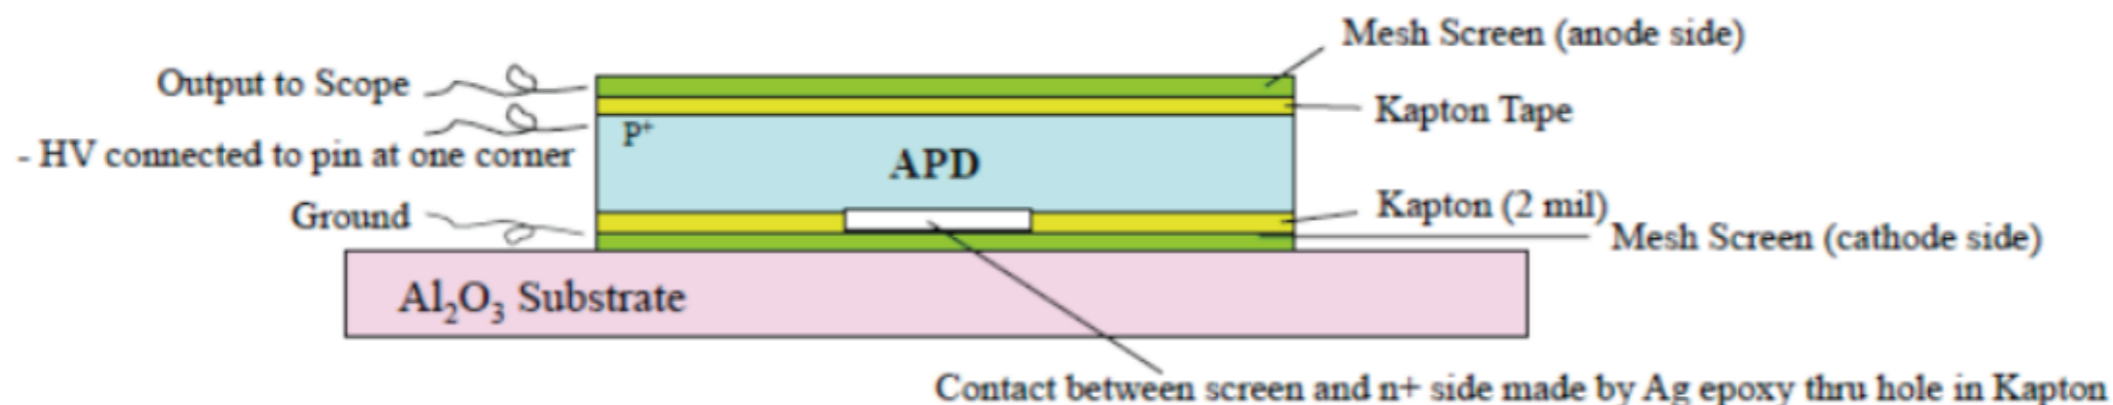 Mesh Screen (anode side)
Output to Scope
Kapton Tape
P+
- HV connected to pin at one corner
APD
Kapton (2 mil)
Ground
Mesh Screen (cathode side)
Al₂O₃ Substrate
Contact between screen and n+ side made by Ag epoxy thru hole in Kapton